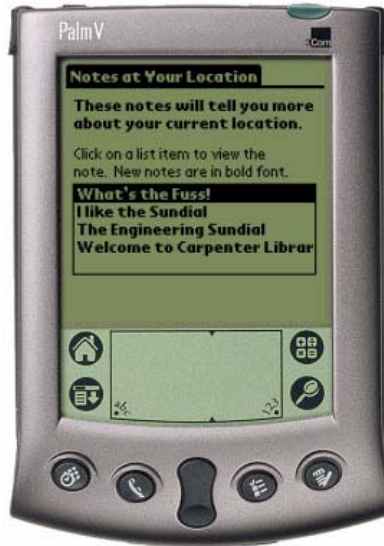 PalmV
3Com
Notes at Your Location
These notes will tell you more
about your current location.
Click on a list item to view the
note. New notes are in bold font.
What's the Fuss!
I like the Sundial
The Engineering Sundial
Welcome to Carpenter Librar
abc
123